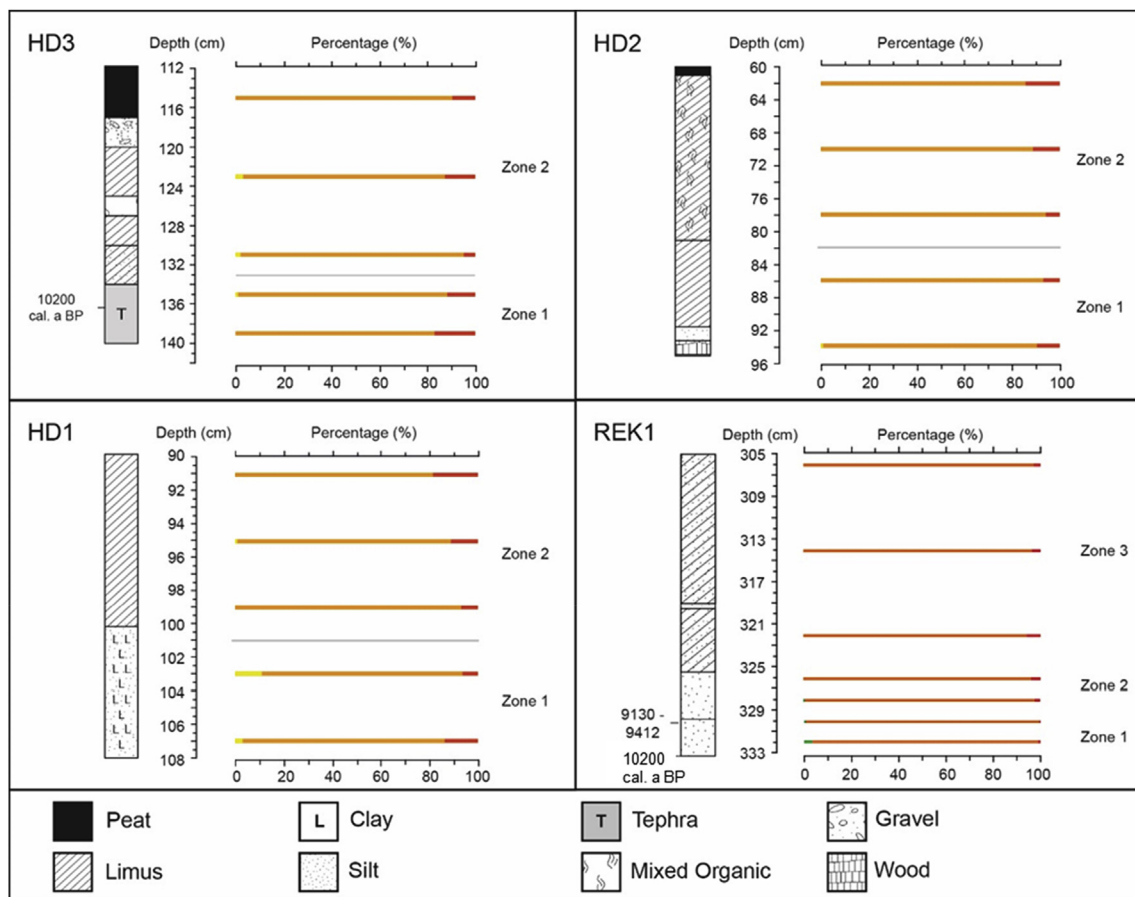 HD3
Depth (cm)
Percentage (%)
112
116
120
124
128
132
136
140
10200
cal. a BP
T
Zone 2
Zone 1
0 20 40 60 80 100
HD2
Depth (cm)
Percentage (%)
60
64
68
72
76
80
84
88
92
96
Zone 2
Zone 1
0 20 40 60 80 100
HD1
Depth (cm)
Percentage (%)
90
92
94
96
98
100
102
104
106
108
L L
L
L L
L
L L
L
L L
L
Zone 2
Zone 1
0 20 40 60 80 100
REK1
Depth (cm)
Percentage (%)
305
309
313
317
321
325
329
333
9130 -
9412
10200
cal. a BP
Zone 3
Zone 2
Zone 1
0 20 40 60 80 100
Peat
L Clay
T Tephra
Gravel
Limus
Silt
Mixed Organic
Wood